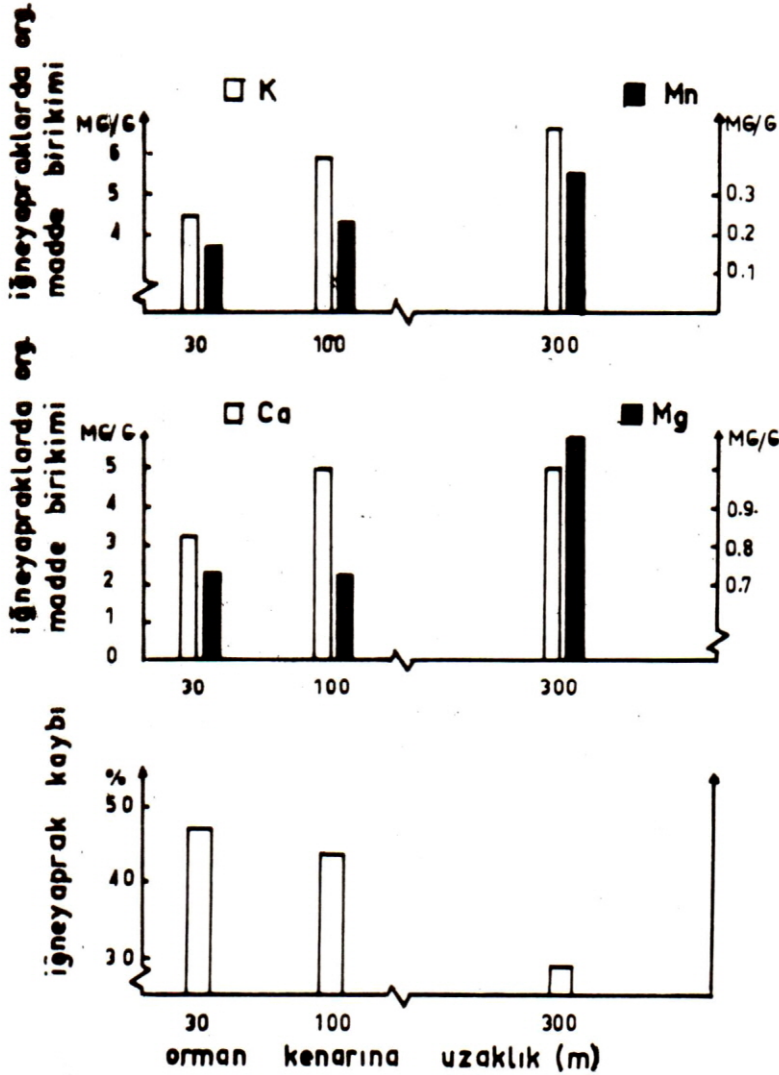 iğneyapraklarda org.
madde birikimi
K
Mn
MG/G
MG/G
6
5
4
0.3
0.2
0.1
30
100
300
iğneyapraklarda org.
madde birikimi
Ca
Mg
MG/G
MG/G
5
4
3
2
1
0
0.9
0.8
0.7
30
100
300
iğneyaprak kaybı
%
50
40
30
30
100
300
orman kenarına uzaklık (m)